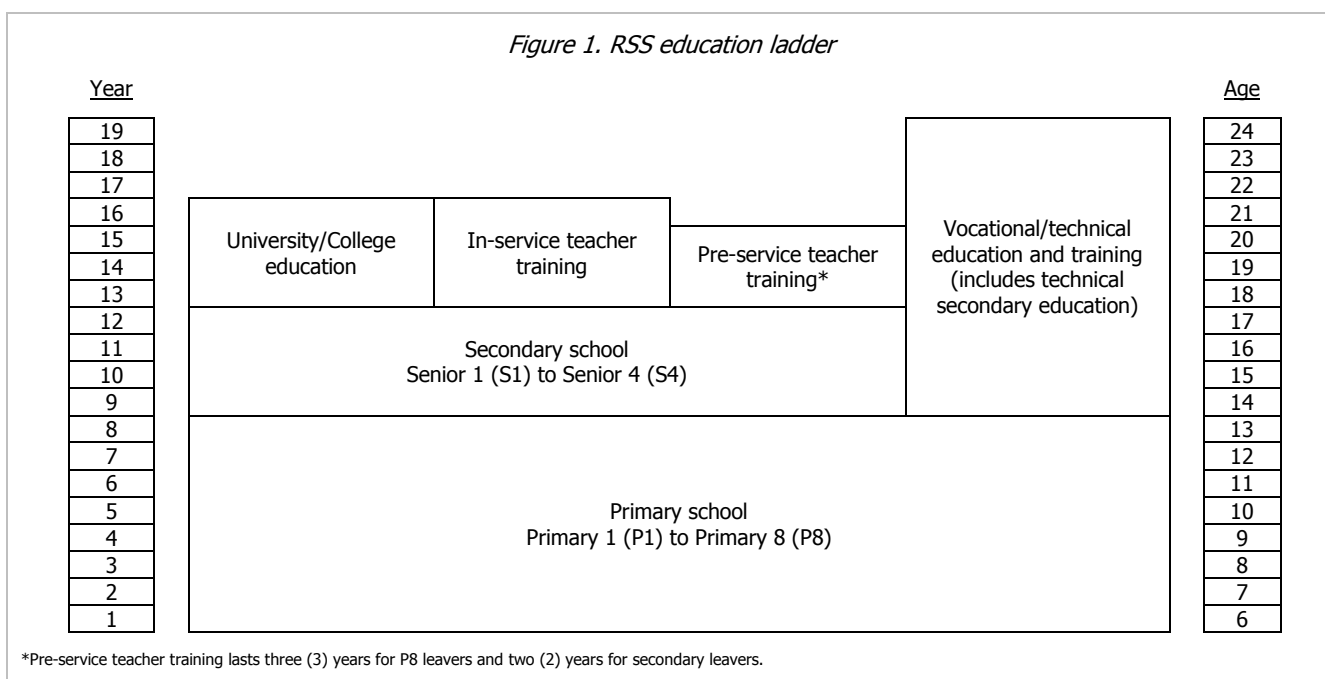 Figure 1. RSS education ladder
Year
Age
19
24
18
23
17
22
16
21
15
20
14
19
13
18
12
17
11
16
10
15
9
14
8
13
7
12
6
11
5
10
4
9
3
8
2
7
1
6
University/College
education
In-service teacher
training
Pre-service teacher
training*
Vocational/technical
education and training
(includes technical
secondary education)
Secondary school
Senior 1 (S1) to Senior 4 (S4)
Primary school
Primary 1 (P1) to Primary 8 (P8)
*Pre-service teacher training lasts three (3) years for P8 leavers and two (2) years for secondary leavers.